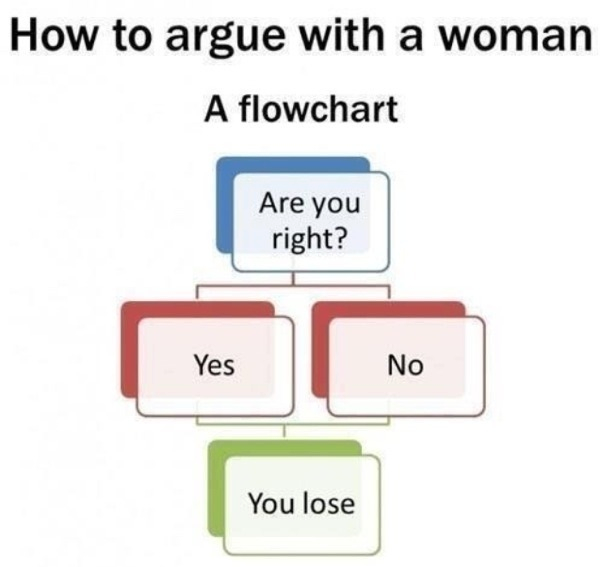 How to argue with a woman
A flowchart
Are you
right?
Yes
No
You lose